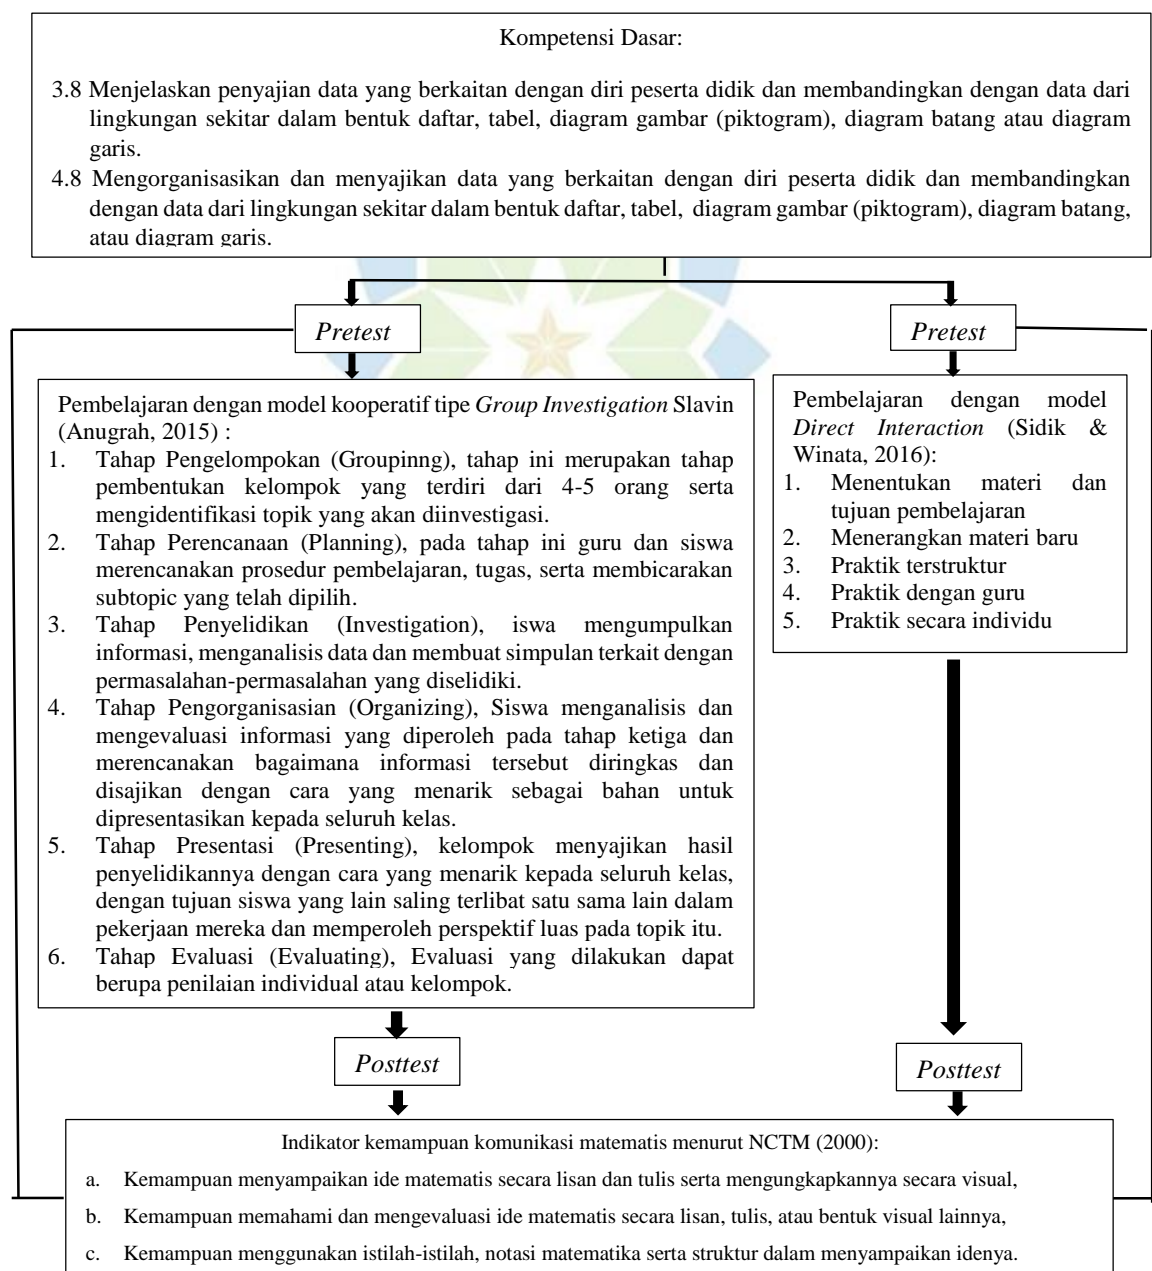 Kompetensi Dasar:
3.8 Menjelaskan penyajian data yang berkaitan dengan diri peserta didik dan membandingkan dengan data dari
lingkungan sekitar dalam bentuk daftar, tabel, diagram gambar (piktogram), diagram batang atau diagram
garis.
4.8 Mengorganisasikan dan menyajikan data yang berkaitan dengan diri peserta didik dan membandingkan
dengan data dari lingkungan sekitar dalam bentuk daftar, tabel, diagram gambar (piktogram), diagram batang,
atau diagram garis.
Pretest
Pretest
Pembelajaran dengan model kooperatif tipe Group Investigation Slavin
(Anugrah, 2015) :
1. Tahap Pengelompokan (Groupinng), tahap ini merupakan tahap
pembentukan kelompok yang terdiri dari 4-5 orang serta
mengidentifikasi topik yang akan diinvestigasi.
2. Tahap Perencanaan (Planning), pada tahap ini guru dan siswa
merencanakan prosedur pembelajaran, tugas, serta membicarakan
subtopic yang telah dipilih.
3. Tahap Penyelidikan (Investigation), iswa mengumpulkan
informasi, menganalisis data dan membuat simpulan terkait dengan
permasalahan-permasalahan yang diselidiki.
4. Tahap Pengorganisasian (Organizing), Siswa menganalisis dan
mengevaluasi informasi yang diperoleh pada tahap ketiga dan
merencanakan bagaimana informasi tersebut diringkas dan
disajikan dengan cara yang menarik sebagai bahan untuk
dipresentasikan kepada seluruh kelas.
5. Tahap Presentasi (Presenting), kelompok menyajikan hasil
penyelidikannya dengan cara yang menarik kepada seluruh kelas,
dengan tujuan siswa yang lain saling terlibat satu sama lain dalam
pekerjaan mereka dan memperoleh perspektif luas pada topik itu.
6. Tahap Evaluasi (Evaluating), Evaluasi yang dilakukan dapat
berupa penilaian individual atau kelompok.
Pembelajaran dengan model
Direct Interaction (Sidik &
Winata, 2016):
1. Menentukan materi dan
tujuan pembelajaran
2. Menerangkan materi baru
3. Praktik terstruktur
4. Praktik dengan guru
5. Praktik secara individu
Posttest
Posttest
Indikator kemampuan komunikasi matematis menurut NCTM (2000):
a. Kemampuan menyampaikan ide matematis secara lisan dan tulis serta mengungkapkannya secara visual,
b. Kemampuan memahami dan mengevaluasi ide matematis secara lisan, tulis, atau bentuk visual lainnya,
c. Kemampuan menggunakan istilah-istilah, notasi matematika serta struktur dalam menyampaikan idenya.